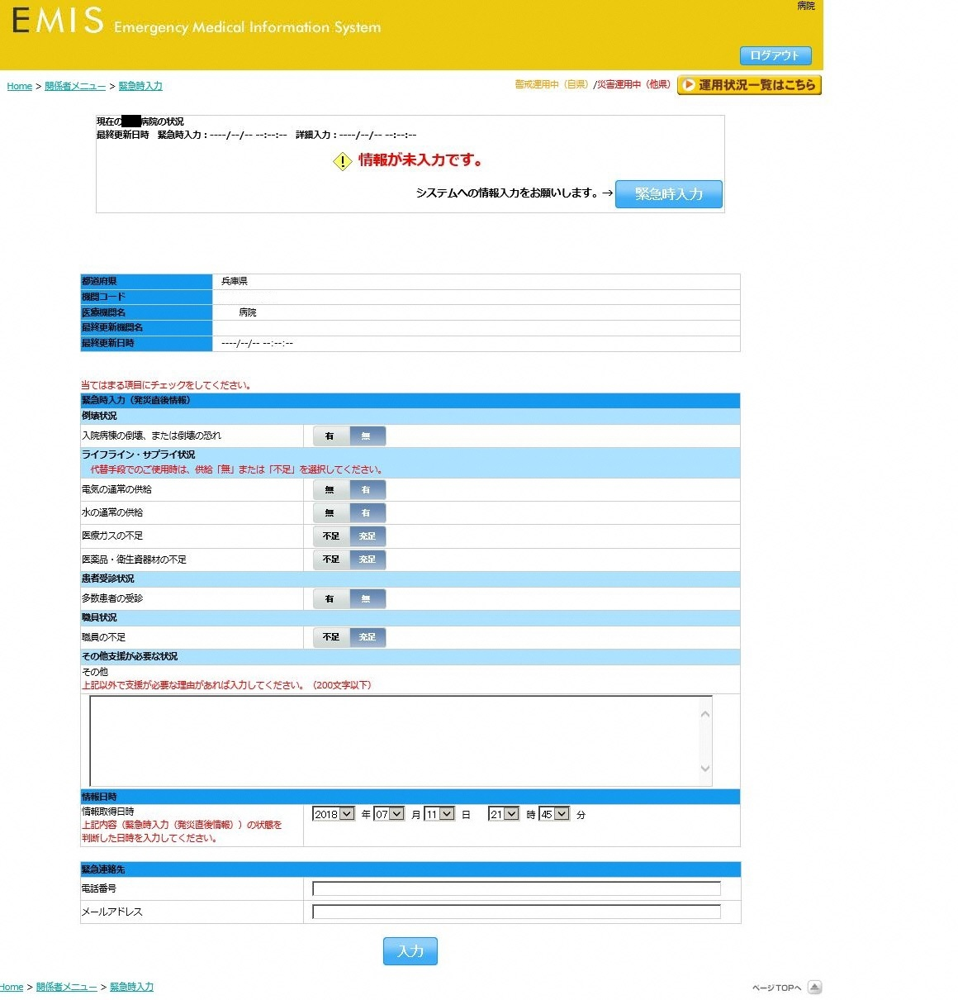 病院
EMIS Emergency Medical Information System
ログアウト
Home > 関係者メニュー > 緊急時入力
警戒運用中（自県）/災害運用中（他県） 運用状況一覧はこちら
現在の 病院の状況
最終更新日時 緊急時入力：----/--/-- --:--:-- 詳細入力：----/--/-- --:--:--
情報が未入力です。
システムへの情報入力をお願いします。→ 緊急時入力
都道府県 兵庫県
機関コード
医療機関名 病院
最終更新機関名
最終更新日時 ----/--/-- --:--:--
当てはまる項目にチェックをしてください。
緊急時入力（発災直後情報）
倒壊状況
入院病棟の倒壊、または倒壊の恐れ 有 無
ライフライン・サプライ状況
代替手段でのご使用時は、供給「無」または「不足」を選択してください。
電気の通常の供給 無 有
水の通常の供給 無 有
医療ガスの不足 不足 充足
医薬品・衛生資器材の不足 不足 充足
患者受診状況
多数患者の受診 有 無
職員状況
職員の不足 不足 充足
その他支援が必要な状況
その他
上記以外で支援が必要な理由があれば入力してください。（200文字以下）
情報日時
情報取得日時 2018 年 07 月 11 日 21 時 45 分
上記内容（緊急時入力（発災直後情報））の状態を
判断した日時を入力してください。
緊急連絡先
電話番号
メールアドレス
入力
Home > 関係者メニュー > 緊急時入力
ページTOPへ